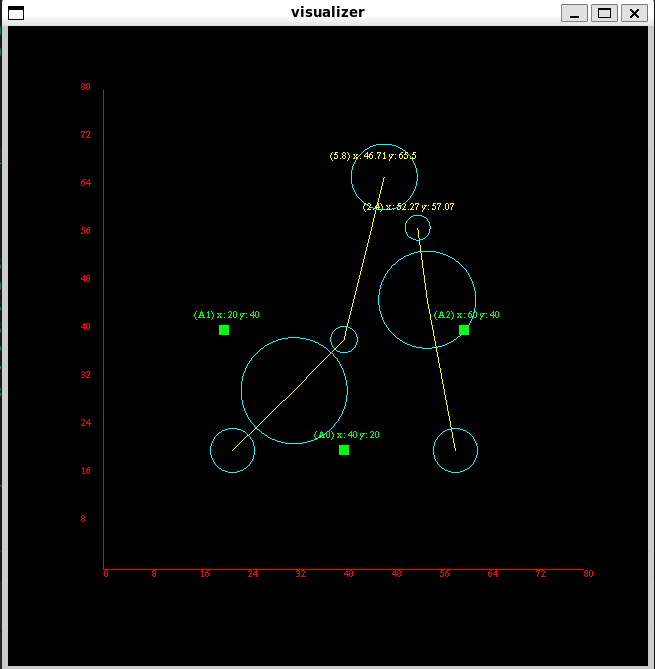 visualizer
80
72
64
56
48
40
32
24
16
8
(5.8) x: 46.71 y: 65.5
(2.4) x: 52.27 y: 57.07
(A1) x: 20 y: 40
(A2) x: 60 y: 40
(A0) x: 40 y: 20
0 8 16 24 32 40 48 56 64 72 80